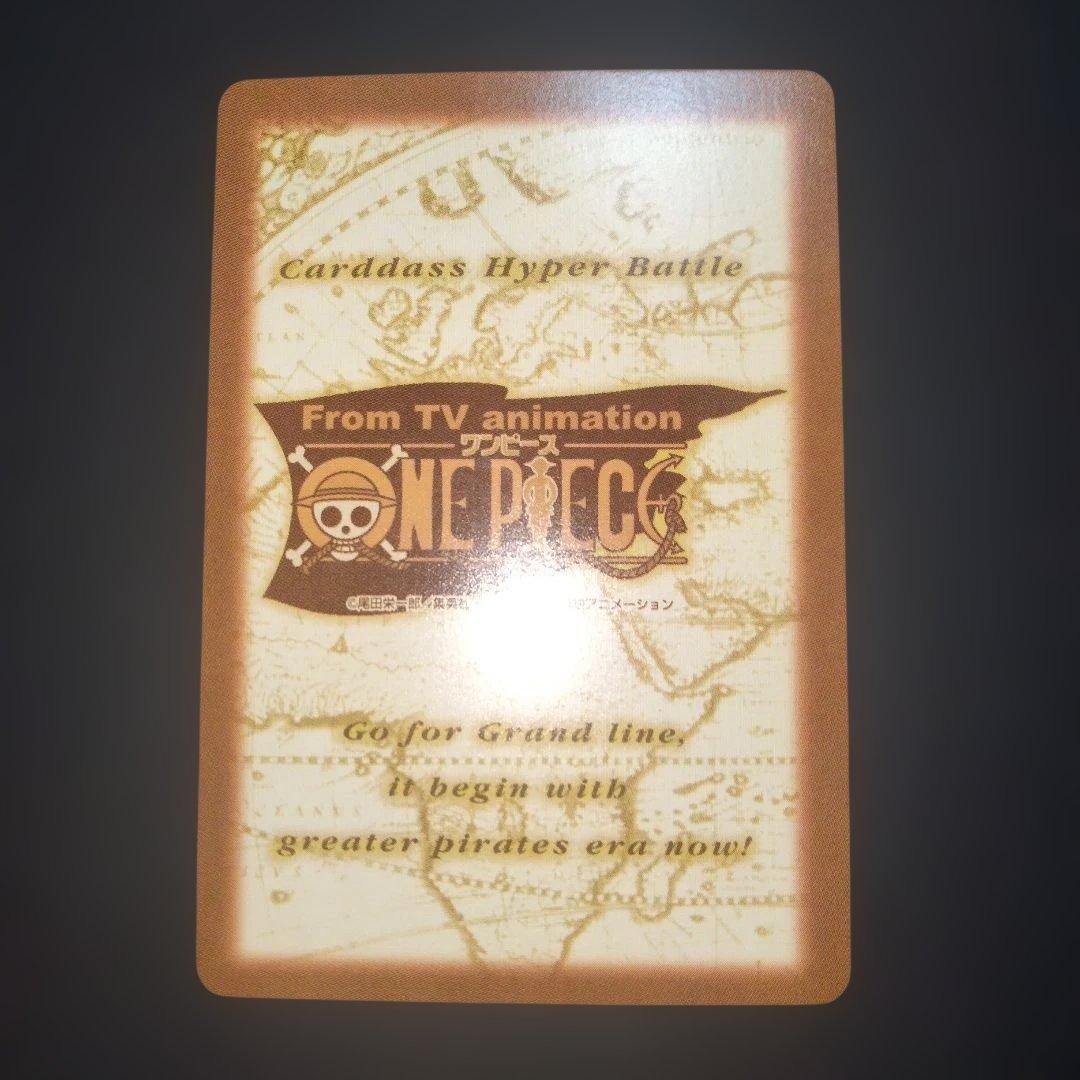 Carddass Hyper Battle
From TV animation
ワンピース
ONE PIECE
©尾田栄一郎／集英社 アニメーション
Go for Grand line,
it begin with
greater pirates era now!